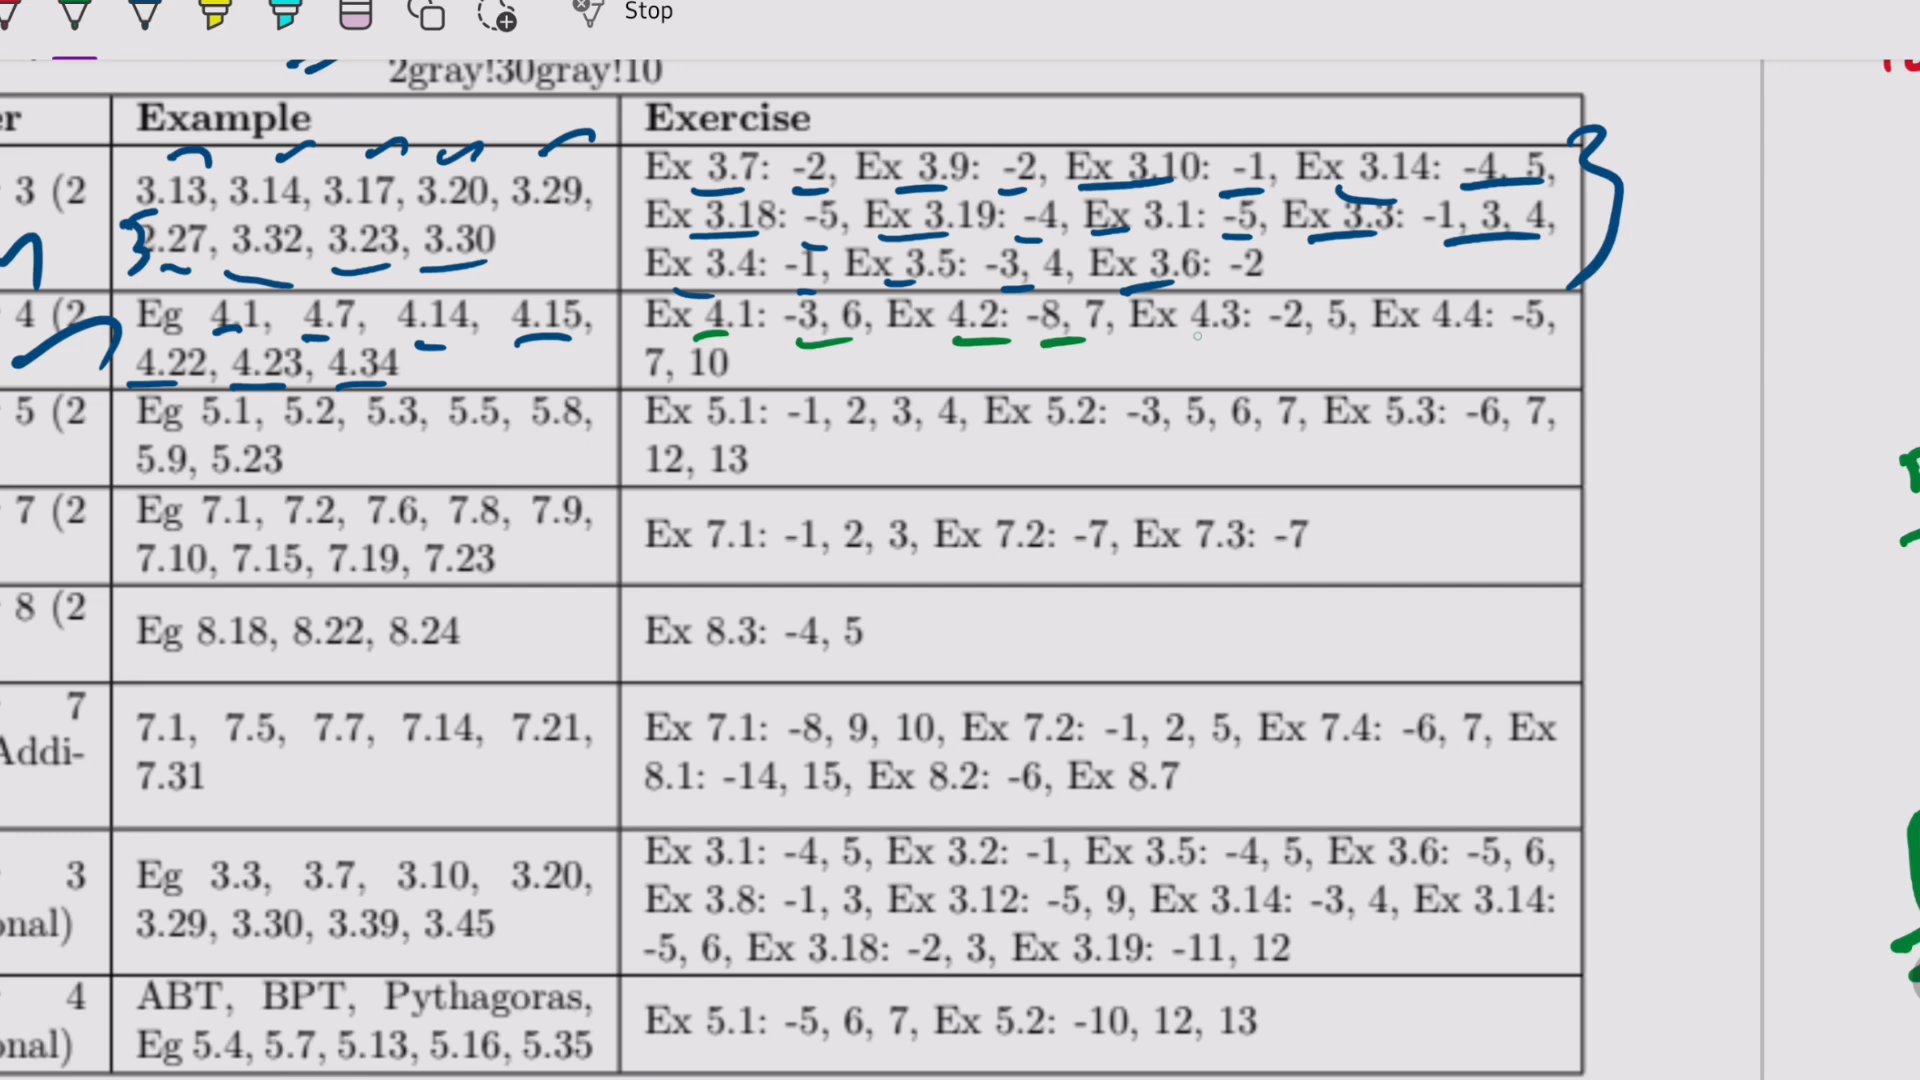 Stop
2gray!30gray!10
er Example Exercise
3 (2
3.13, 3.14, 3.17, 3.20, 3.29,
2.27, 3.32, 3.23, 3.30
Ex 3.7: -2, Ex 3.9: -2, Ex 3.10: -1, Ex 3.14: -4, 5,
Ex 3.18: -5, Ex 3.19: -4, Ex 3.1: -5, Ex 3.3: -1, 3, 4,
Ex 3.4: -1, Ex 3.5: -3, 4, Ex 3.6: -2
4 (2
Eg 4.1, 4.7, 4.14, 4.15,
4.22, 4.23, 4.34
Ex 4.1: -3, 6, Ex 4.2: -8, 7, Ex 4.3: -2, 5, Ex 4.4: -5,
7, 10
5 (2
Eg 5.1, 5.2, 5.3, 5.5, 5.8,
5.9, 5.23
Ex 5.1: -1, 2, 3, 4, Ex 5.2: -3, 5, 6, 7, Ex 5.3: -6, 7,
12, 13
7 (2
Eg 7.1, 7.2, 7.6, 7.8, 7.9,
7.10, 7.15, 7.19, 7.23
Ex 7.1: -1, 2, 3, Ex 7.2: -7, Ex 7.3: -7
8 (2
Eg 8.18, 8.22, 8.24
Ex 8.3: -4, 5
7
Addi-
7.1, 7.5, 7.7, 7.14, 7.21,
7.31
Ex 7.1: -8, 9, 10, Ex 7.2: -1, 2, 5, Ex 7.4: -6, 7, Ex
8.1: -14, 15, Ex 8.2: -6, Ex 8.7
3
onal)
Eg 3.3, 3.7, 3.10, 3.20,
3.29, 3.30, 3.39, 3.45
Ex 3.1: -4, 5, Ex 3.2: -1, Ex 3.5: -4, 5, Ex 3.6: -5, 6,
Ex 3.8: -1, 3, Ex 3.12: -5, 9, Ex 3.14: -3, 4, Ex 3.14:
-5, 6, Ex 3.18: -2, 3, Ex 3.19: -11, 12
4
onal)
ABT, BPT, Pythagoras,
Eg 5.4, 5.7, 5.13, 5.16, 5.35
Ex 5.1: -5, 6, 7, Ex 5.2: -10, 12, 13